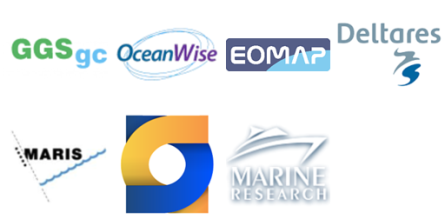 GGSgc
OceanWise
EOMAP
Deltares
MARIS
MARINE
RESEARCH